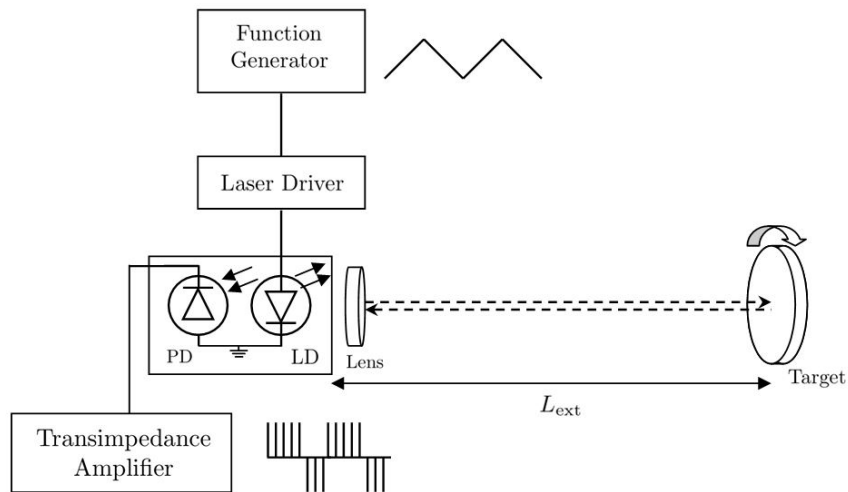 Function
Generator
Laser Driver
PD
LD
Lens
Target
L_ext
Transimpedance
Amplifier